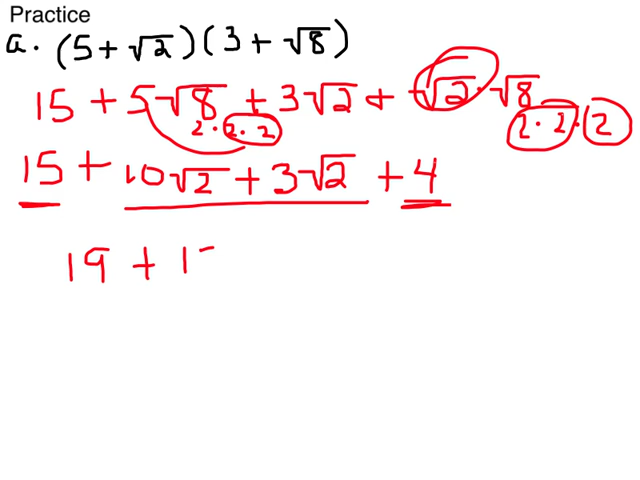 Practice
a. (5 + √2)(3 + √8)
15 + 5√8 + 3√2 + √2 · √8
2 · 2 · 2 2 · 2 · 2
15 + 10√2 + 3√2 + 4
19 + 1